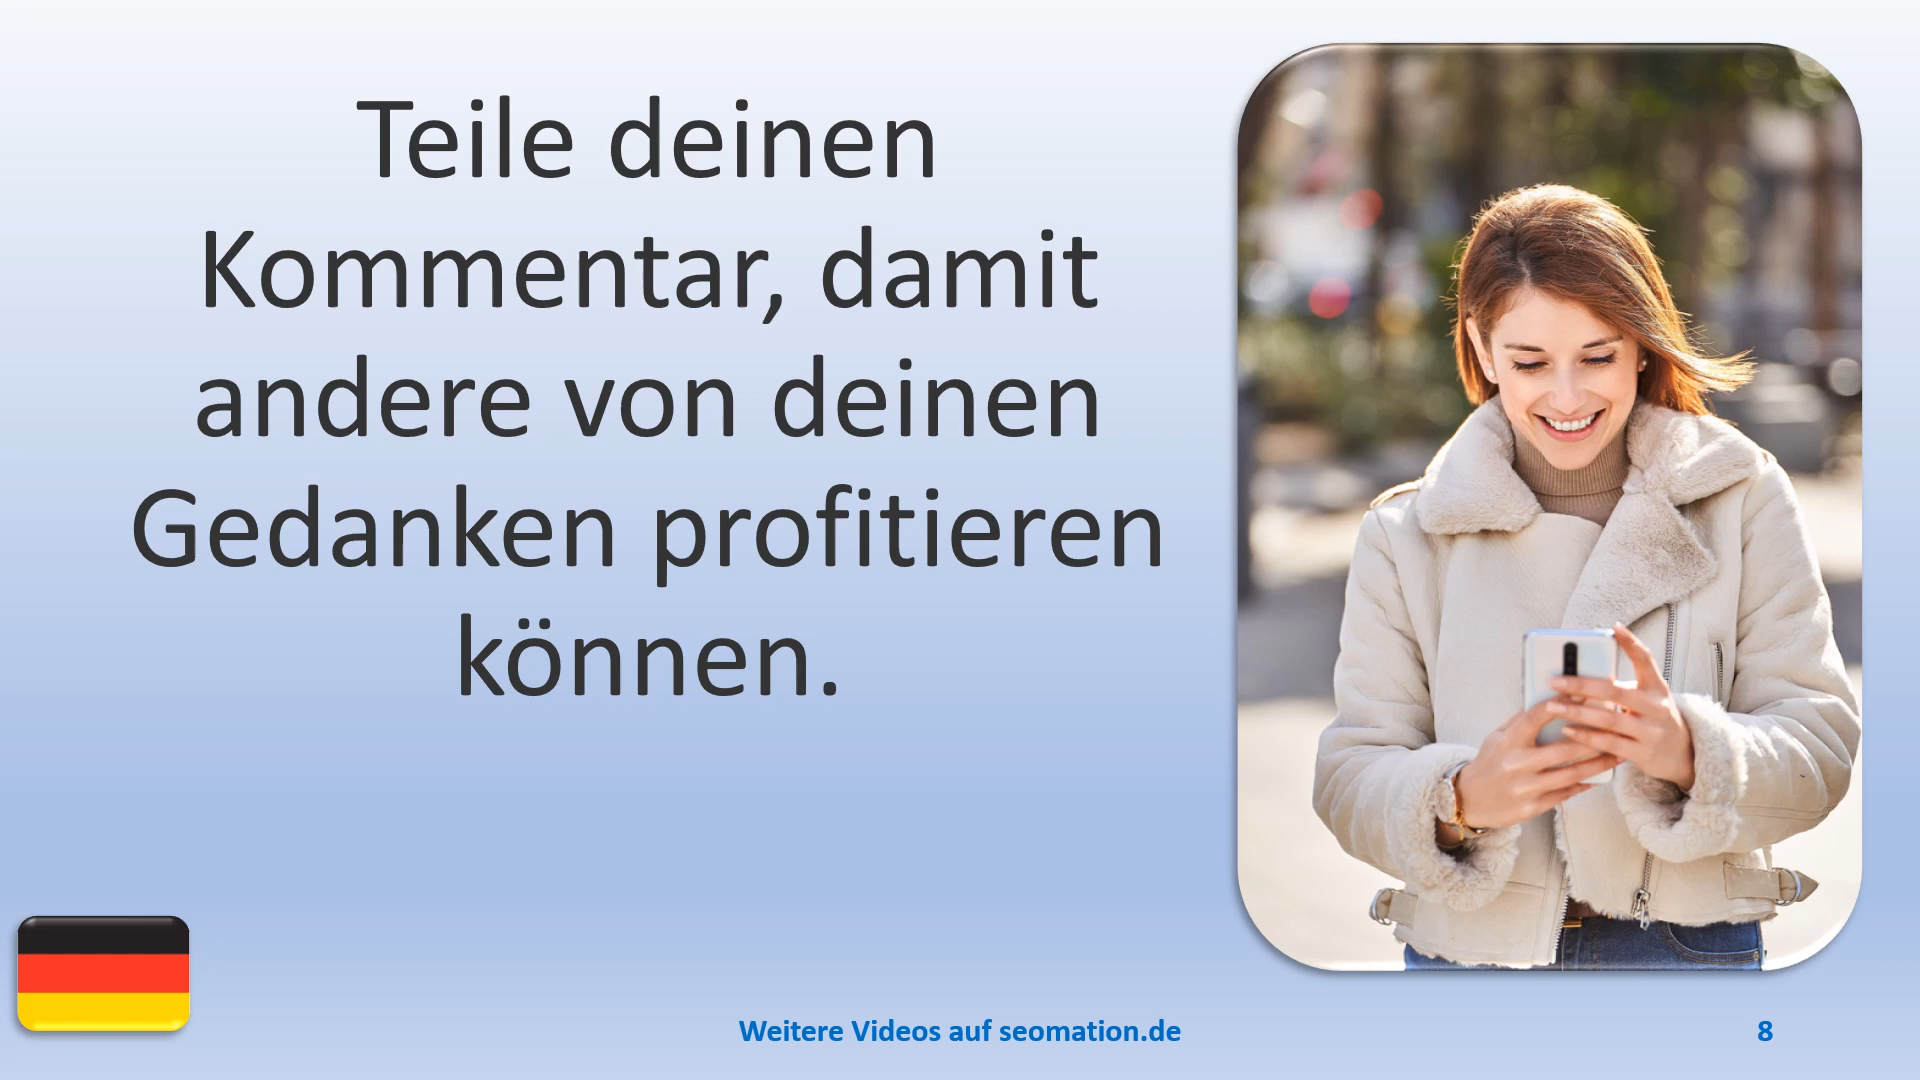 Teile deinen
Kommentar, damit
andere von deinen
Gedanken profitieren
können.
Weitere Videos auf seomation.de
8